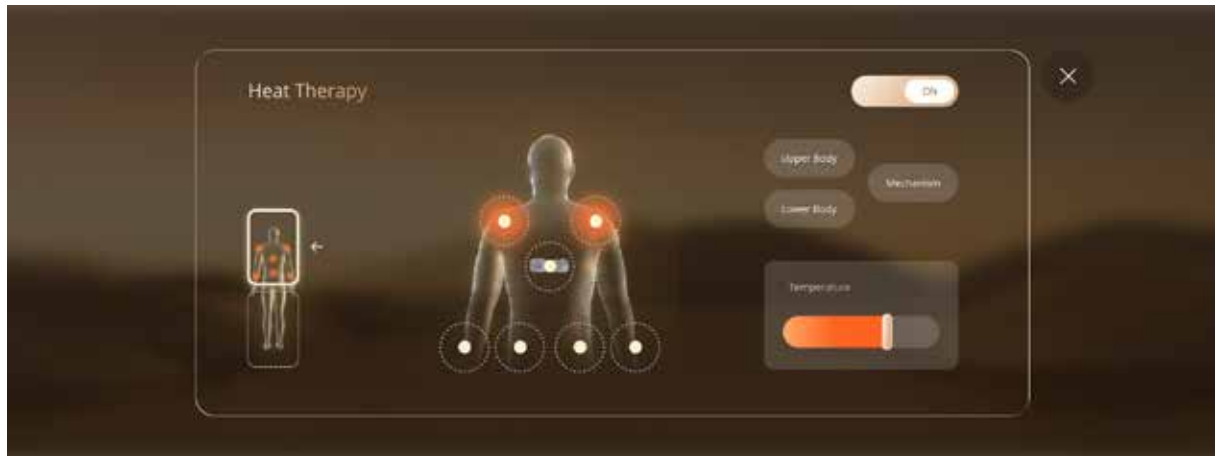 Heat Therapy
ON
Upper Body
Mechanism
Lower Body
Temperature